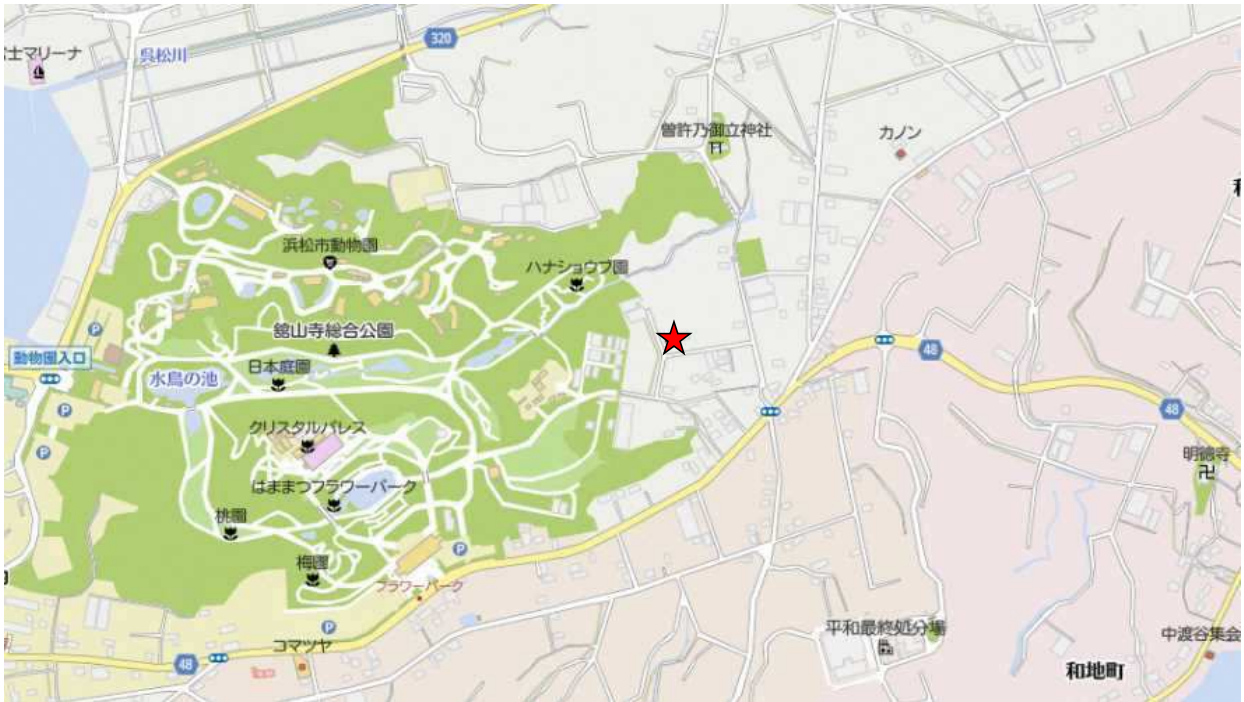 320
士マリーナ
呉松川
曽許乃御立神社
カノン
浜松市動物園
ハナショウブ園
舘山寺総合公園
動物園入口
48
日本庭園
水鳥の池
48
クリスタルパレス
明徳寺
はままつフラワーパーク
桃園
梅園
フラワーパーク
平和最終処分場
中渡谷集会
コマツヤ
48
和地町
P
P
P
P
P